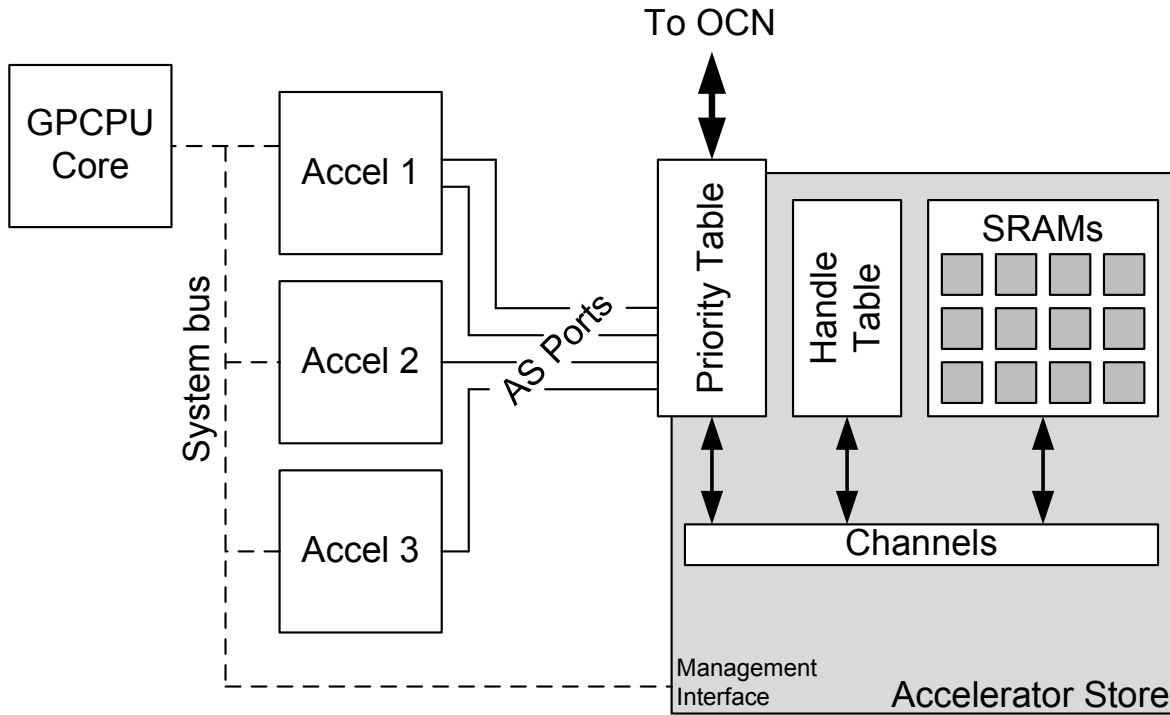 To OCN
GPCPU
Core
Accel 1
Accel 2
Accel 3
System bus
AS Ports
Priority Table
Handle
Table
SRAMs
Channels
Management
Interface
Accelerator Store